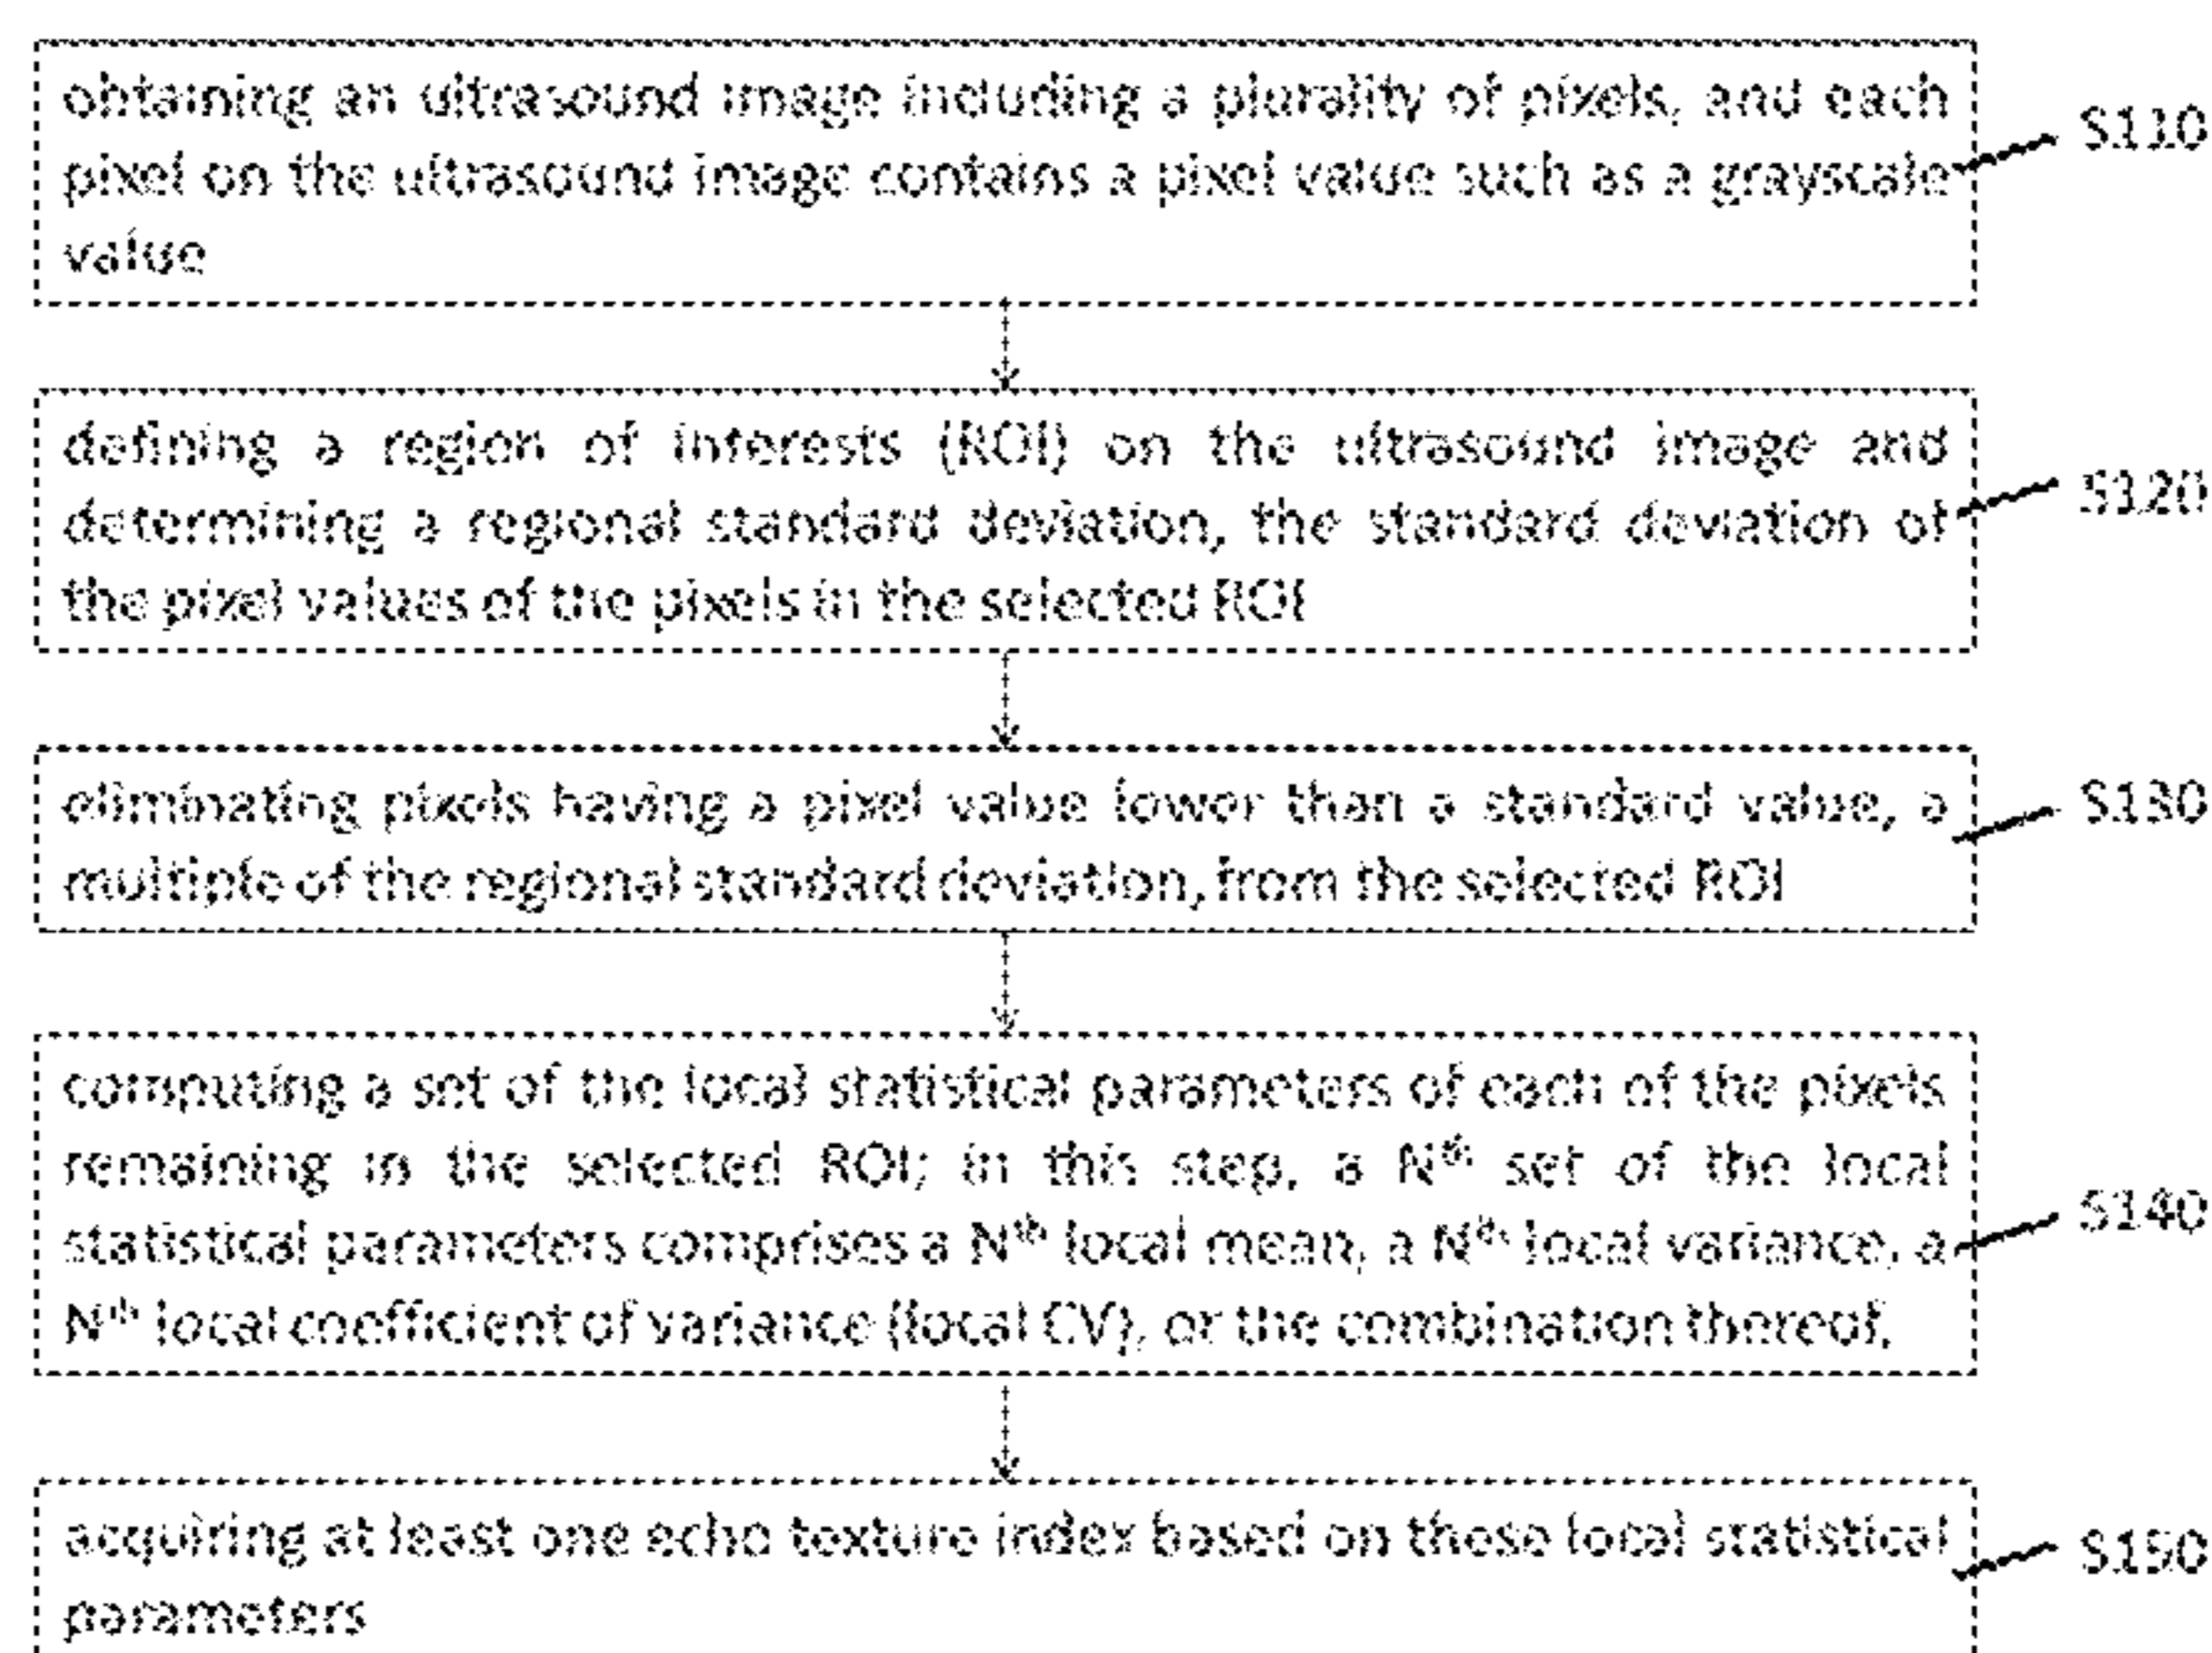 obtaining an ultrasound image including a plurality of pixels, and each
pixel on the ultrasound image contains a pixel value such as a grayscale
value
S110
defining a region of interests (ROI) on the ultrasound image and
determining a regional standard deviation, the standard deviation of
the pixel values of the pixels in the selected ROI
S120
eliminating pixels having a pixel value lower than a standard value, a
multiple of the regional standard deviation, from the selected ROI
S130
computing a set of the local statistical parameters of each of the pixels
remaining in the selected ROI; in this step, a Nth set of the local
statistical parameters comprises a Nth local mean, a Nth local variance, a
Nth local coefficient of variance (local CV), or the combination thereof.
S140
acquiring at least one echo texture index based on these local statistical
parameters
S150